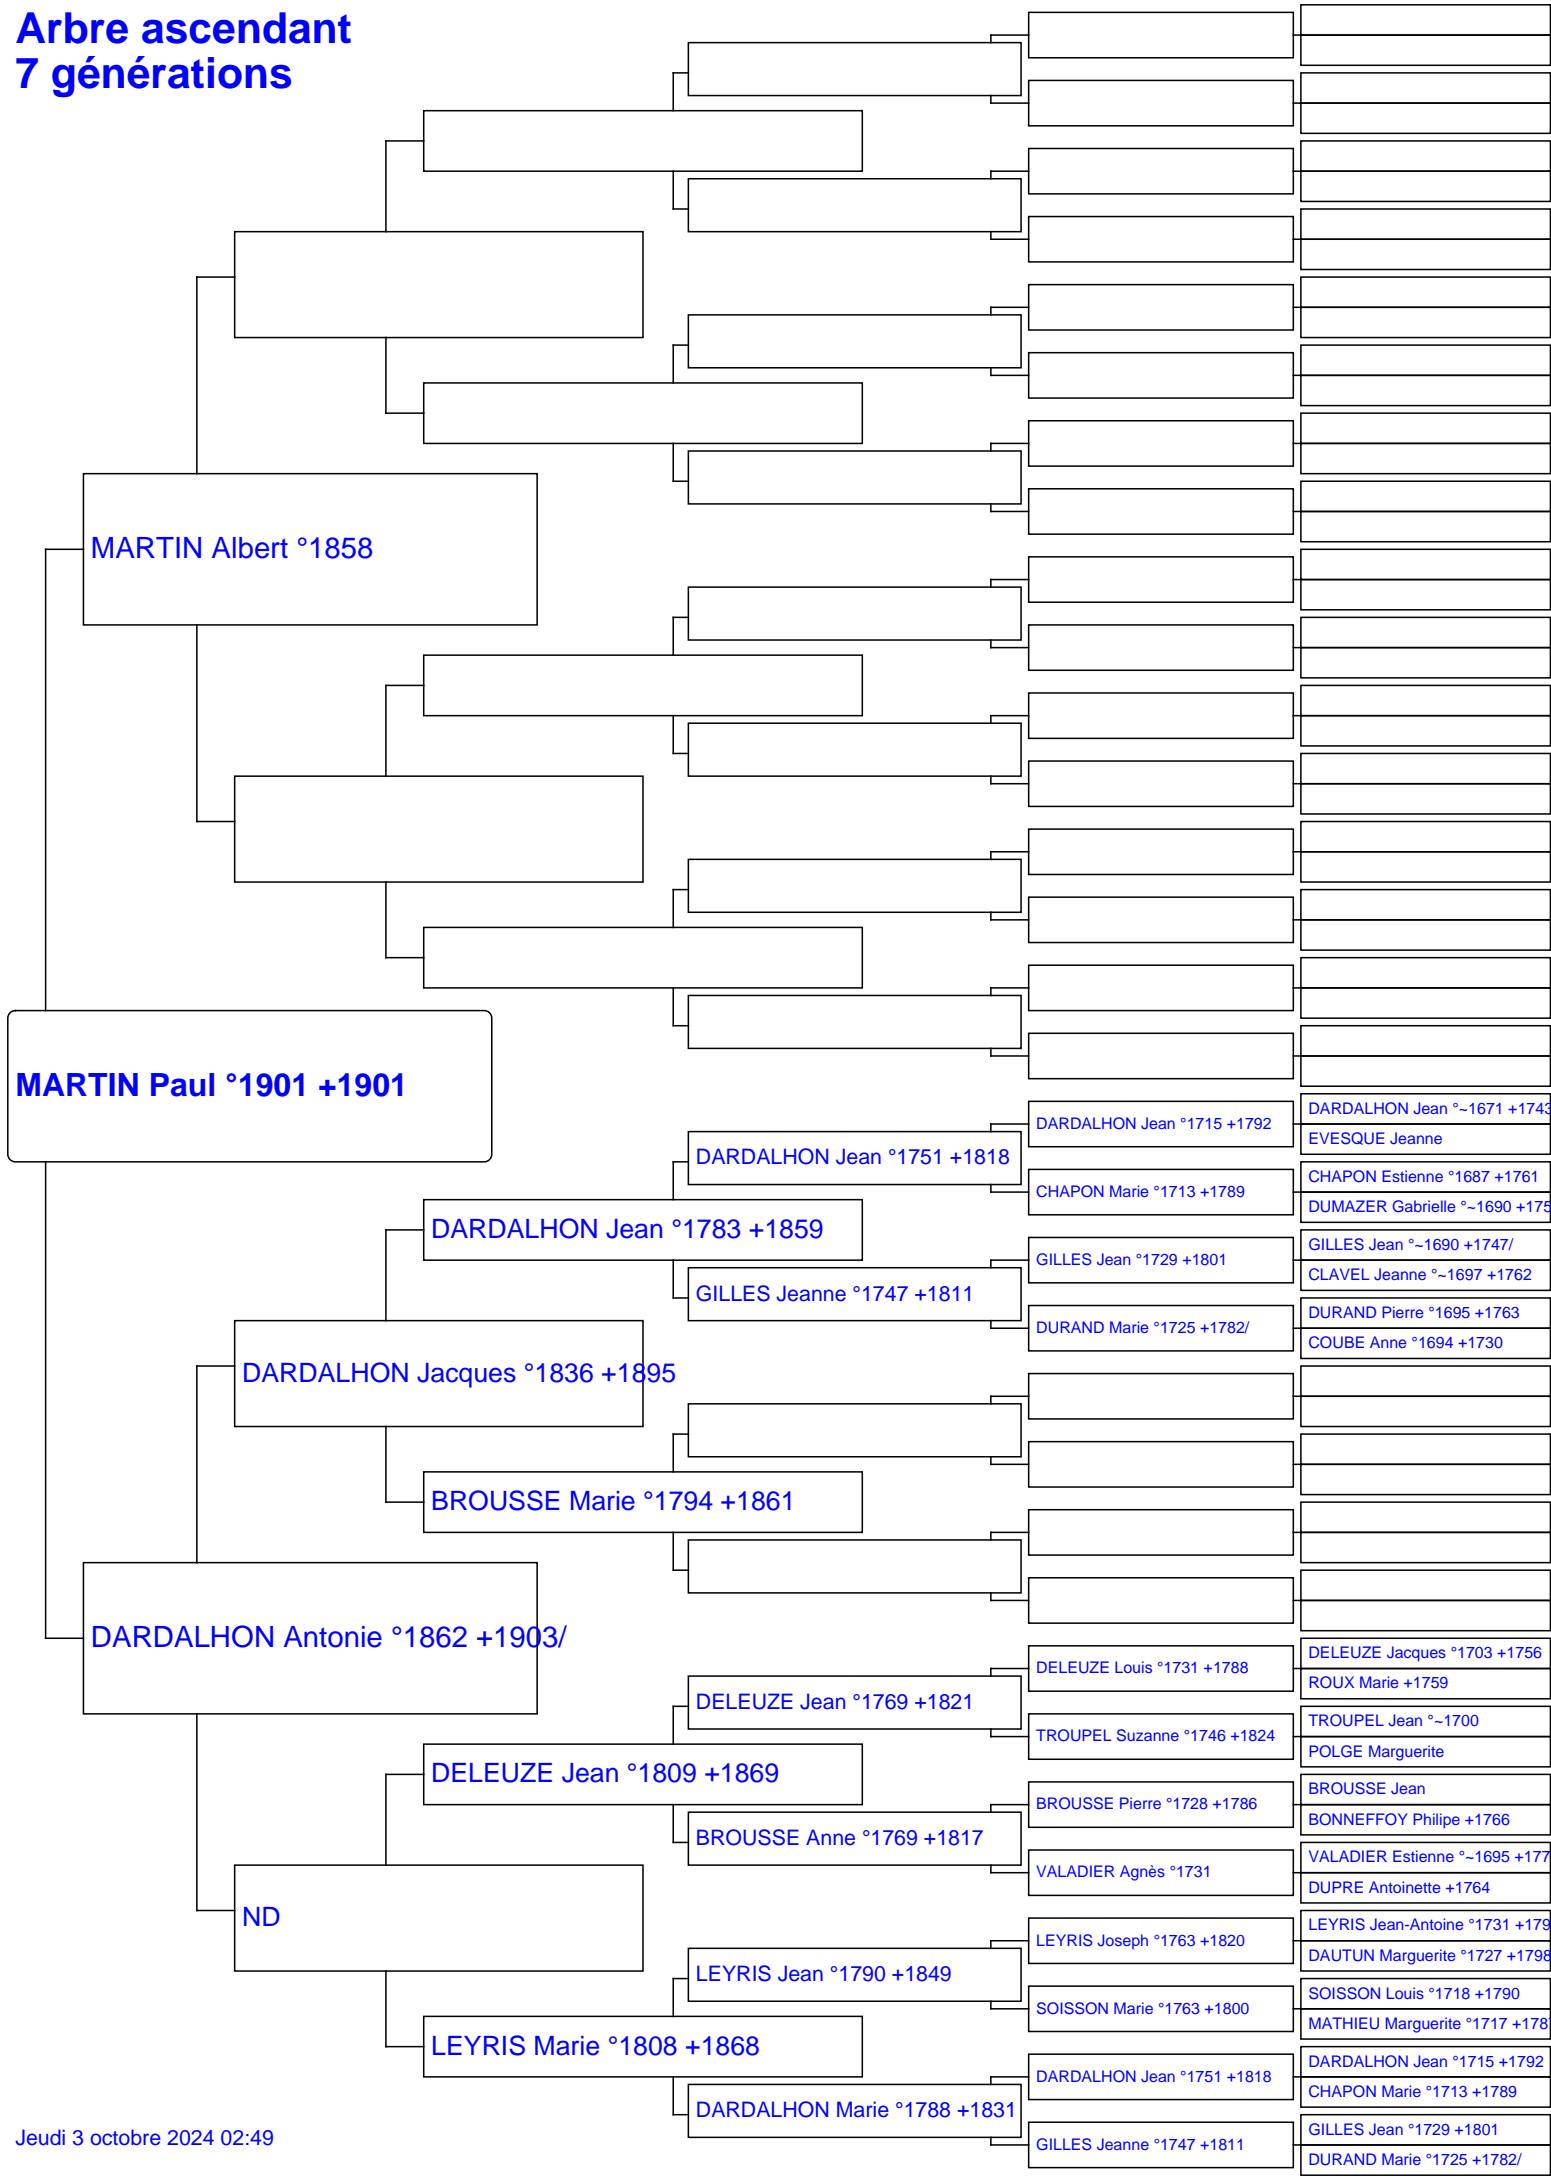 Arbre ascendant
7 générations
MARTIN Albert °1858
MARTIN Paul °1901 +1901
DARDALHON Jean °~1671 +1743
DARDALHON Jean °1715 +1792
EVESQUE Jeanne
DARDALHON Jean °1751 +1818
CHAPON Estienne °1687 +1761
CHAPON Marie °1713 +1789
DUMAZER Gabrielle °~1690 +175
DARDALHON Jean °1783 +1859
GILLES Jean °~1690 +1747/
GILLES Jean °1729 +1801
CLAVEL Jeanne °~1697 +1762
GILLES Jeanne °1747 +1811
DURAND Pierre °1695 +1763
DURAND Marie °1725 +1782/
COUBE Anne °1694 +1730
DARDALHON Jacques °1836 +1895
BROUSSE Marie °1794 +1861
DARDALHON Antonie °1862 +1903/
DELEUZE Jacques °1703 +1756
DELEUZE Louis °1731 +1788
ROUX Marie +1759
DELEUZE Jean °1769 +1821
TROUPEL Jean °~1700
TROUPEL Suzanne °1746 +1824
POLGE Marguerite
DELEUZE Jean °1809 +1869
BROUSSE Jean
BROUSSE Pierre °1728 +1786
BONNEFFOY Philipe +1766
BROUSSE Anne °1769 +1817
VALADIER Estienne °~1695 +177
VALADIER Agnès °1731
DUPRE Antoinette +1764
ND
LEYRIS Jean-Antoine °1731 +179
LEYRIS Joseph °1763 +1820
DAUTUN Marguerite °1727 +1798
LEYRIS Jean °1790 +1849
SOISSON Louis °1718 +1790
SOISSON Marie °1763 +1800
MATHIEU Marguerite °1717 +178
LEYRIS Marie °1808 +1868
DARDALHON Jean °1715 +1792
DARDALHON Jean °1751 +1818
CHAPON Marie °1713 +1789
DARDALHON Marie °1788 +1831
GILLES Jean °1729 +1801
GILLES Jeanne °1747 +1811
DURAND Marie °1725 +1782/
Jeudi 3 octobre 2024 02:49